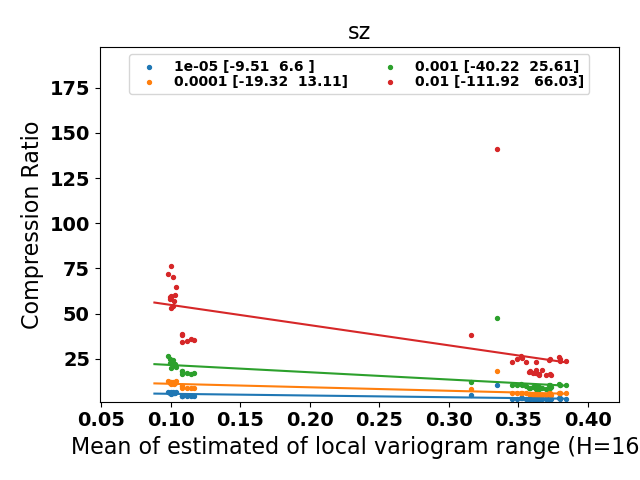 sz
1e-05 [-9.51  6.6 ]
0.0001 [-19.32  13.11]
0.001 [-40.22  25.61]
0.01 [-111.92   66.03]
Compression Ratio
175
150
125
100
75
50
25
0.05 0.10 0.15 0.20 0.25 0.30 0.35 0.40
Mean of estimated of local variogram range (H=16